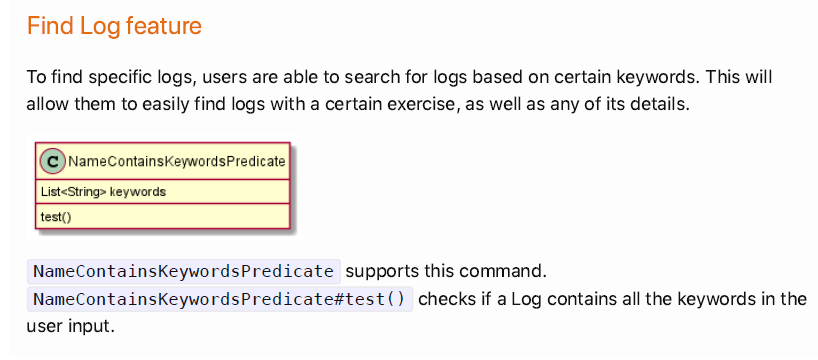 Find Log feature
To find specific logs, users are able to search for logs based on certain keywords. This will
allow them to easily find logs with a certain exercise, as well as any of its details.
C NameContainsKeywordsPredicate
List<String> keywords
test()
NameContainsKeywordsPredicate supports this command.
NameContainsKeywordsPredicate#test() checks if a Log contains all the keywords in the
user input.